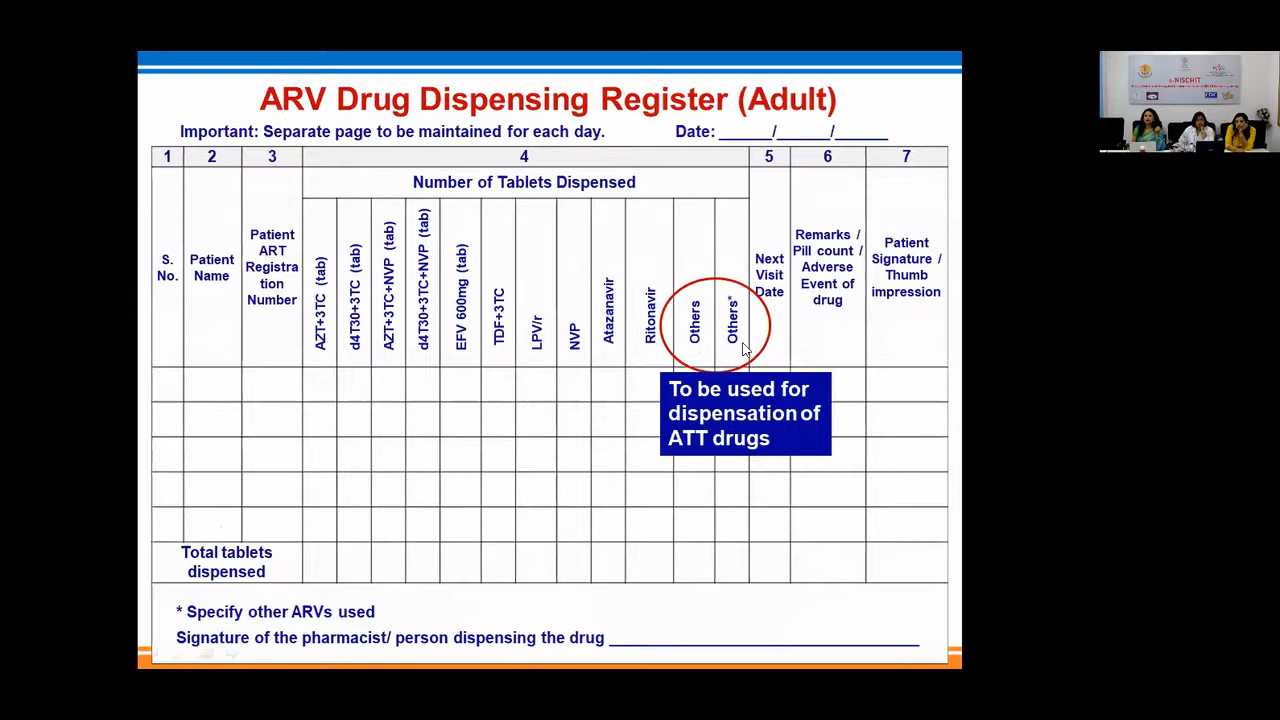 ARV Drug Dispensing Register (Adult)
Important: Separate page to be maintained for each day. Date: ______/_____/______
1 2 3 4 5 6 7
Number of Tablets Dispensed
S. No.
Patient Name
Patient ART Registra tion Number
AZT+3TC (tab)
d4T30+3TC (tab)
AZT+3TC+NVP (tab)
d4T30+3TC+NVP (tab)
EFV 600mg (tab)
TDF+3TC
LPV/r
NVP
Atazanavir
Ritonavir
Others
Others*
Next Visit Date
Remarks / Pill count / Adverse Event of drug
Patient Signature / Thumb impression
To be used for
dispensation of
ATT drugs
Total tablets
dispensed
* Specify other ARVs used
Signature of the pharmacist/ person dispensing the drug ____________________
e-NISCHIT